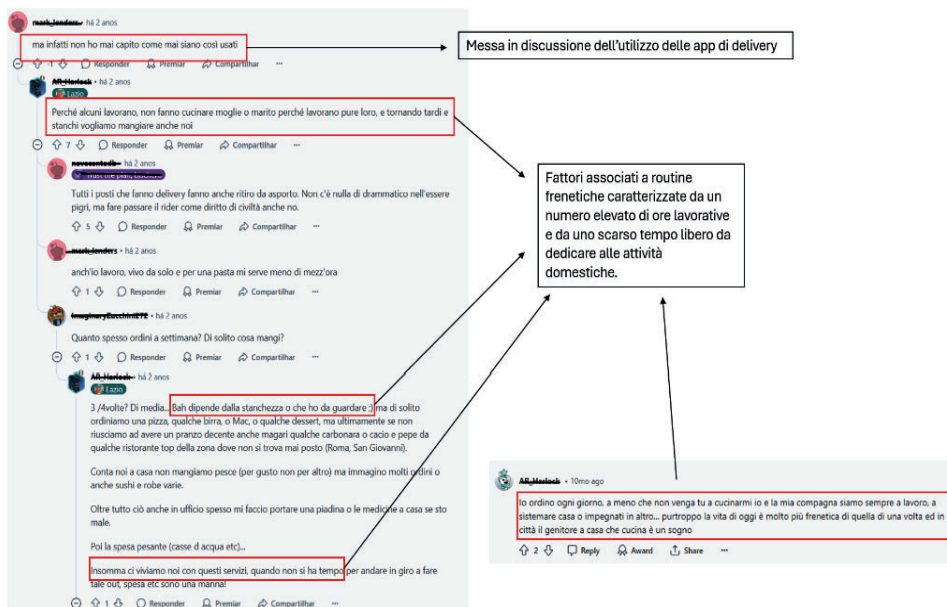 mark_lenders • há 2 anos
ma infatti non ho mai capito come mai siano così usati
1 Responder Premiar Compartilhar ...
Messa in discussione dell'utilizzo delle app di delivery
AR_Harlock • há 2 anos
Lazio
Perché alcuni lavorano, non fanno cucinare moglie o marito perché lavorano pure loro, e tornando tardi e
stanchi vogliamo mangiare anche noi
7 Responder Premiar Compartilhar ...
há 2 anos
Tutti i posti che fanno delivery fanno anche ritiro da asporto. Non c'è nulla di drammatico nell'essere
pigri, ma fare passare il rider come diritto di civiltà anche no.
5 Responder Premiar Compartilhar ...
mark_lenders • há 2 anos
anch'io lavoro, vivo da solo e per una pasta mi serve meno di mezz'ora
1 Responder Premiar Compartilhar ...
ImaginaryZucchini272 • há 2 anos
Quanto spesso ordini a settimana? Di solito cosa mangi?
1 Responder Premiar Compartilhar ...
AR_Harlock • há 2 anos
Lazio
3 /4volte? Di media... Bah dipende dalla stanchezza o che ho da guardare :) ma di solito
ordiniamo una pizza, qualche birra, o Mac, o qualche dessert, ma ultimamente se non
riusciamo ad avere un pranzo decente anche magari qualche carbonara o cacio e pepe da
qualche ristorante top della zona dove non si trova mai posto (Roma, San Giovanni).
Conta noi a casa non mangiamo pesce (per gusto non per altro) ma immagino molti ordini o
anche sushi e robe varie.
Oltre tutto ciò anche in ufficio spesso mi faccio portare una piadina o le medicine a casa se sto
male.
Poi la spesa pesante (casse d acqua etc)...
Insomma ci viviamo noi con questi servizi, quando non si ha tempo per andare in giro a fare
tale out, spesa etc sono una manna!
1 Responder Premiar Compartilhar ...
Fattori associati a routine
frenetiche caratterizzate da un
numero elevato di ore lavorative
e da uno scarso tempo libero da
dedicare alle attività
domestiche.
AR_Harlock • 10mo ago
Io ordino ogni giorno, a meno che non venga tu a cucinarmi io e la mia compagna siamo sempre a lavoro, a
sistemare casa o impegnati in altro... purtroppo la vita di oggi è molto più frenetica di quella di una volta ed in
città il genitore a casa che cucina è un sogno
2 Reply Award Share ...